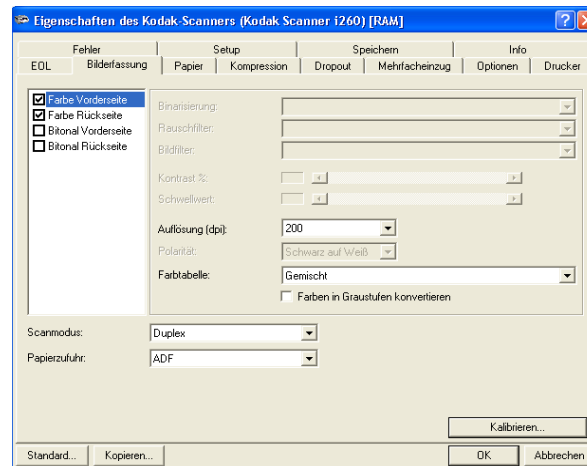 Eigenschaften des Kodak-Scanners (Kodak Scanner i260) [RAM]
Fehler Setup Speichern Info
EOL Bilderfassung Papier Kompression Dropout Mehrfacheinzug Optionen Drucker
Farbe Vorderseite
Farbe Rückseite
Bitonal Vorderseite
Bitonal Rückseite
Binarisierung:
Rauschfilter:
Bildfilter:
Kontrast %:
Schwellwert:
Auflösung (dpi): 200
Polarität: Schwarz auf Weiß
Farbtabelle: Gemischt
Farben in Graustufen konvertieren
Scanmodus: Duplex
Papierzufuhr: ADF
Kalibrieren...
Standard... Kopieren... OK Abbrechen